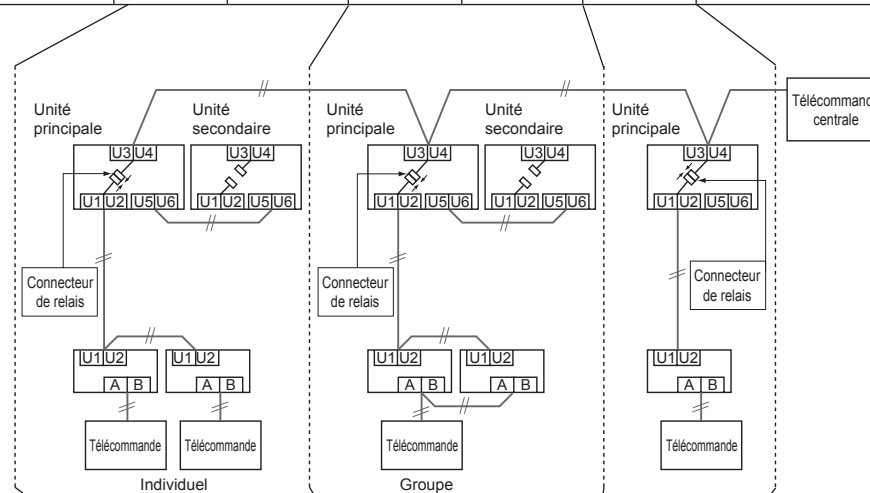 Unité principale
Unité secondaire
Unité principale
Unité secondaire
Unité principale
Télécommand
centrale
U3 U4
U3 U4
U3 U4
U3 U4
U3 U4
U1 U2 U5 U6
U1 U2 U5 U6
U1 U2 U5 U6
U1 U2 U5 U6
U1 U2 U5 U6
Connecteur
de relais
Connecteur
de relais
Connecteur
de relais
U1 U2
U1 U2
U1 U2
U1 U2
U1 U2
A B
A B
A B
A B
A B
Télécommande
Télécommande
Télécommande
Télécommande
Individuel
Groupe